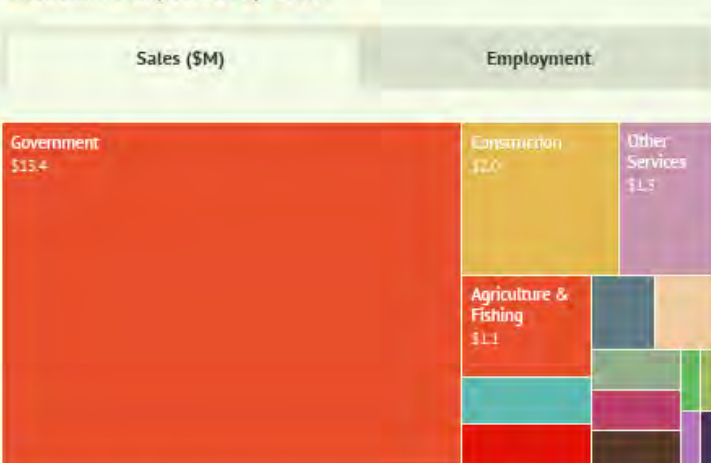 Sales ($M)
Employment
Government
$13.4
Construction
$2.0
Other
Services
$1.3
Agriculture &
Fishing
$1.1